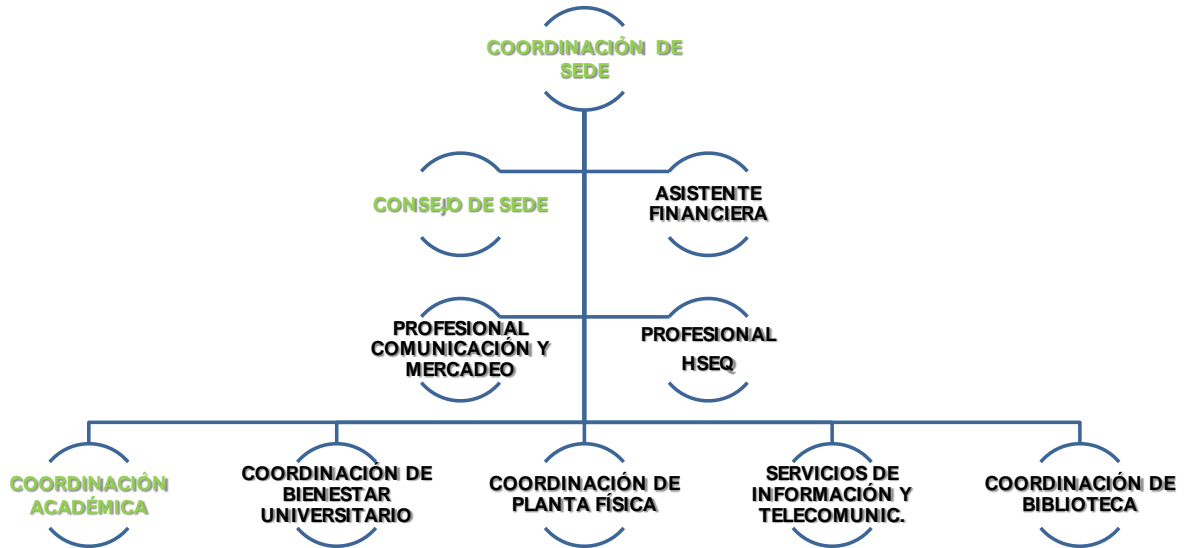 COORDINACIÓN DE
SEDE
CONSEJO DE SEDE
ASISTENTE
FINANCIERA
PROFESIONAL
COMUNICACIÓN Y
MERCADEO
PROFESIONAL
HSEQ
COORDINACIÓN
ACADÉMICA
COORDINACIÓN DE
BIENESTAR
UNIVERSITARIO
COORDINACIÓN DE
PLANTA FÍSICA
SERVICIOS DE
INFORMACIÓN Y
TELECOMUNIC.
COORDINACIÓN DE
BIBLIOTECA